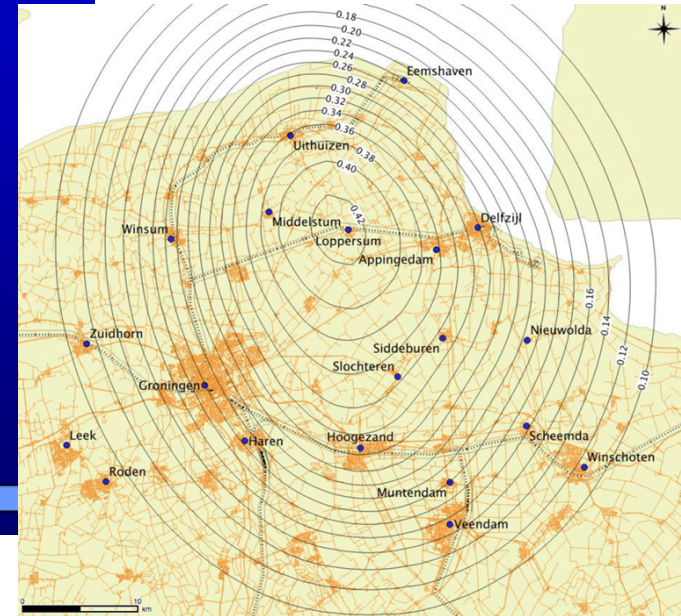 N
0.18
0.20
0.22
0.24
0.26
0.28
0.30
0.32
0.34
0.36
0.38
0.40
0.42
Eemshaven
Uithuizen
Middelstum
Loppersum
Delfzijl
Winsum
Appingedam
0.16
0.14
0.12
0.10
Zuidhorn
Nieuwolda
Siddeburen
Slochteren
Groningen
Leek
Haren
Hoogezand
Scheemda
Winschoten
Roden
Muntendam
Veendam
0 10
km